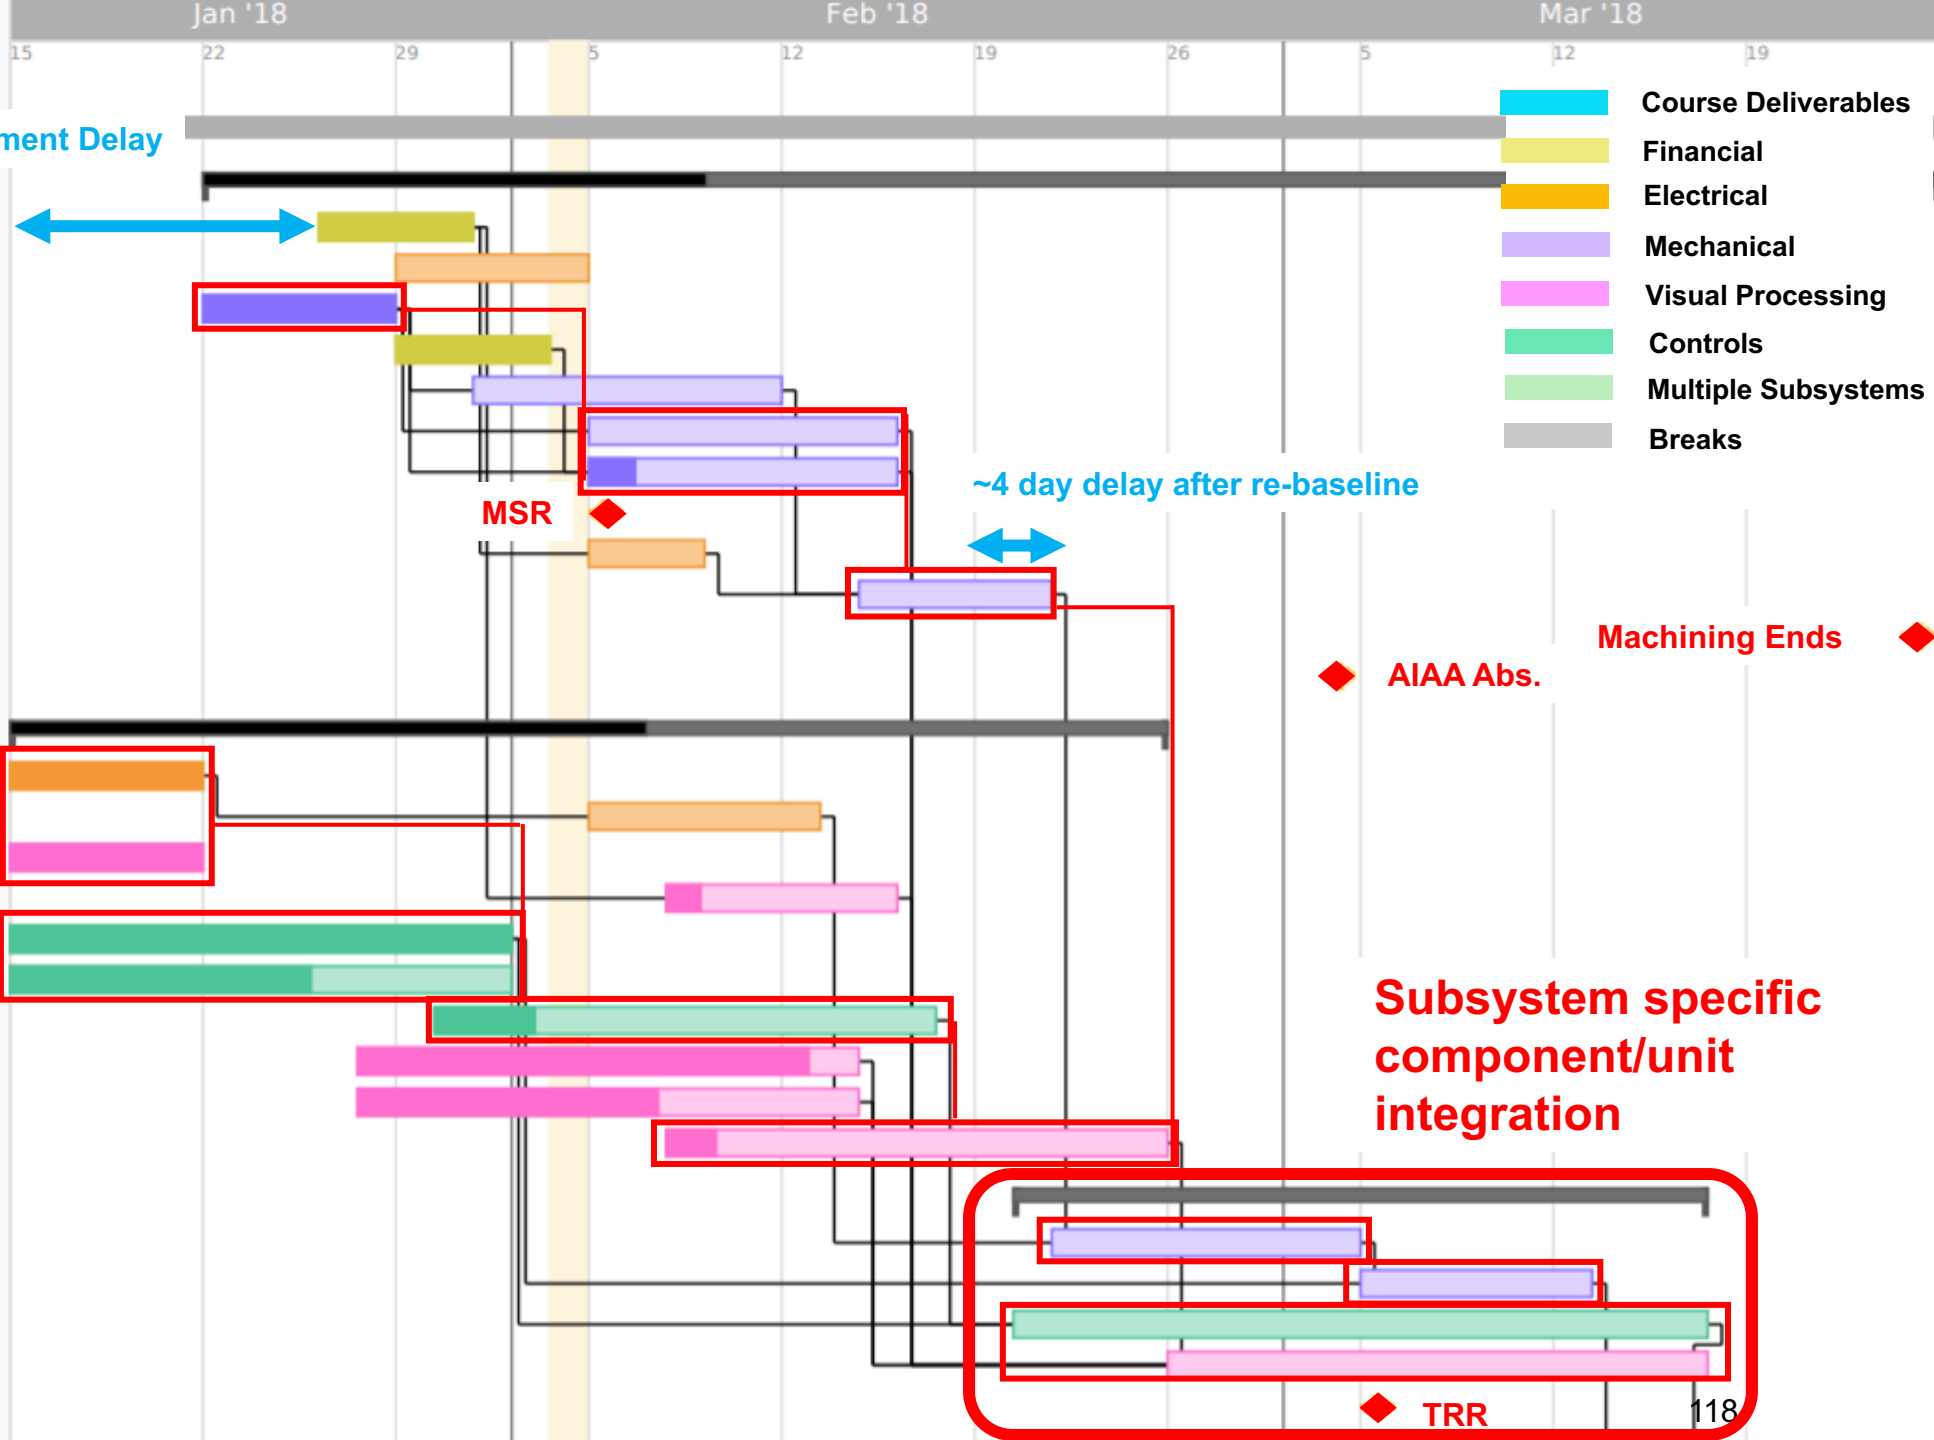 Jan '18 Feb '18 Mar '18
15 22 29 5 12 19 26 5 12 19
Course Deliverables
ment Delay
Financial
Electrical
Mechanical
Visual Processing
Controls
Multiple Subsystems
Breaks
~4 day delay after re-baseline
MSR
Machining Ends
AIAA Abs.
Subsystem specific
component/unit
integration
TRR
118